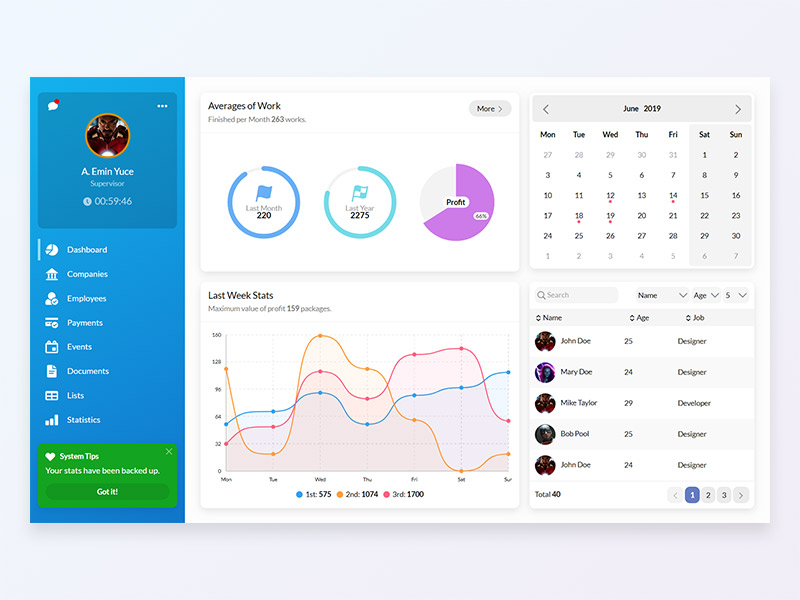 A. Emin Yuce
Supervisor
00:59:46
Dashboard
Companies
Employees
Payments
Events
Documents
Lists
Statistics
System Tips
Your stats have been backed up.
Got it!
Averages of Work
Finished per Month 263 works.
More
Last Month
220
Last Year
2275
Profit
66%
Last Week Stats
Maximum value of profit 159 packages.
160
128
96
64
32
0
Mon Tue Wed Thu Fri Sat Sun
1st: 575 2nd: 1074 3rd: 1700
June 2019
Mon Tue Wed Thu Fri Sat Sun
27 28 29 30 31 1 2
3 4 5 6 7 8 9
10 11 12 13 14 15 16
17 18 19 20 21 22 23
24 25 26 27 28 29 30
1 2 3 4 5 6 7
Search Name Age 5
Name Age Job
John Doe 25 Designer
Mary Doe 24 Designer
Mike Taylor 29 Developer
Bob Pool 25 Designer
John Doe 24 Designer
Total 40 1 2 3